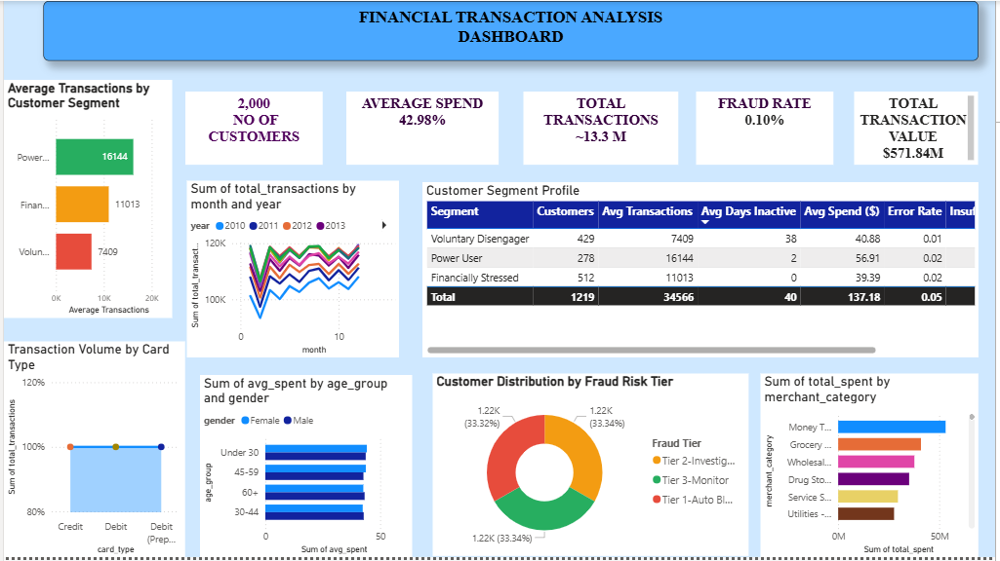 FINANCIAL TRANSACTION ANALYSIS
DASHBOARD
Average Transactions by
Customer Segment
Power...
16144
Finan...
11013
Volun...
7409
0K
10K
20K
Average Transactions
2,000
NO OF
CUSTOMERS
AVERAGE SPEND
42.98%
TOTAL
TRANSACTIONS
~13.3 M
FRAUD RATE
0.10%
TOTAL
TRANSACTION
VALUE
$571.84M
Sum of total_transactions by
month and year
year 2010 2011 2012 2013
120K
100K
Sum of total_transact...
0
10
month
Customer Segment Profile
Segment Customers Avg Transactions Avg Days Inactive Avg Spend ($) Error Rate Insuf
Voluntary Disengager 429 7409 38 40.88 0.01
Power User 278 16144 2 56.91 0.02
Financially Stressed 512 11013 0 39.39 0.02
Total 1219 34566 40 137.18 0.05
Transaction Volume by Card
Type
120%
100%
80%
Sum of total_transactions
Credit
Debit
Debit
(Prep...
card_type
Sum of avg_spent by age_group
and gender
gender Female Male
Under 30
45-59
60+
30-44
age_group
0
50
Sum of avg_spent
Customer Distribution by Fraud Risk Tier
1.22K
(33.32%)
1.22K
(33.34%)
1.22K (33.34%)
Fraud Tier
Tier 2-Investig...
Tier 3-Monitor
Tier 1-Auto Bl...
Sum of total_spent by
merchant_category
Money T...
Grocery ...
Wholesal...
Drug Sto...
Service S...
Utilities -...
merchant_category
0M
50M
Sum of total_spent